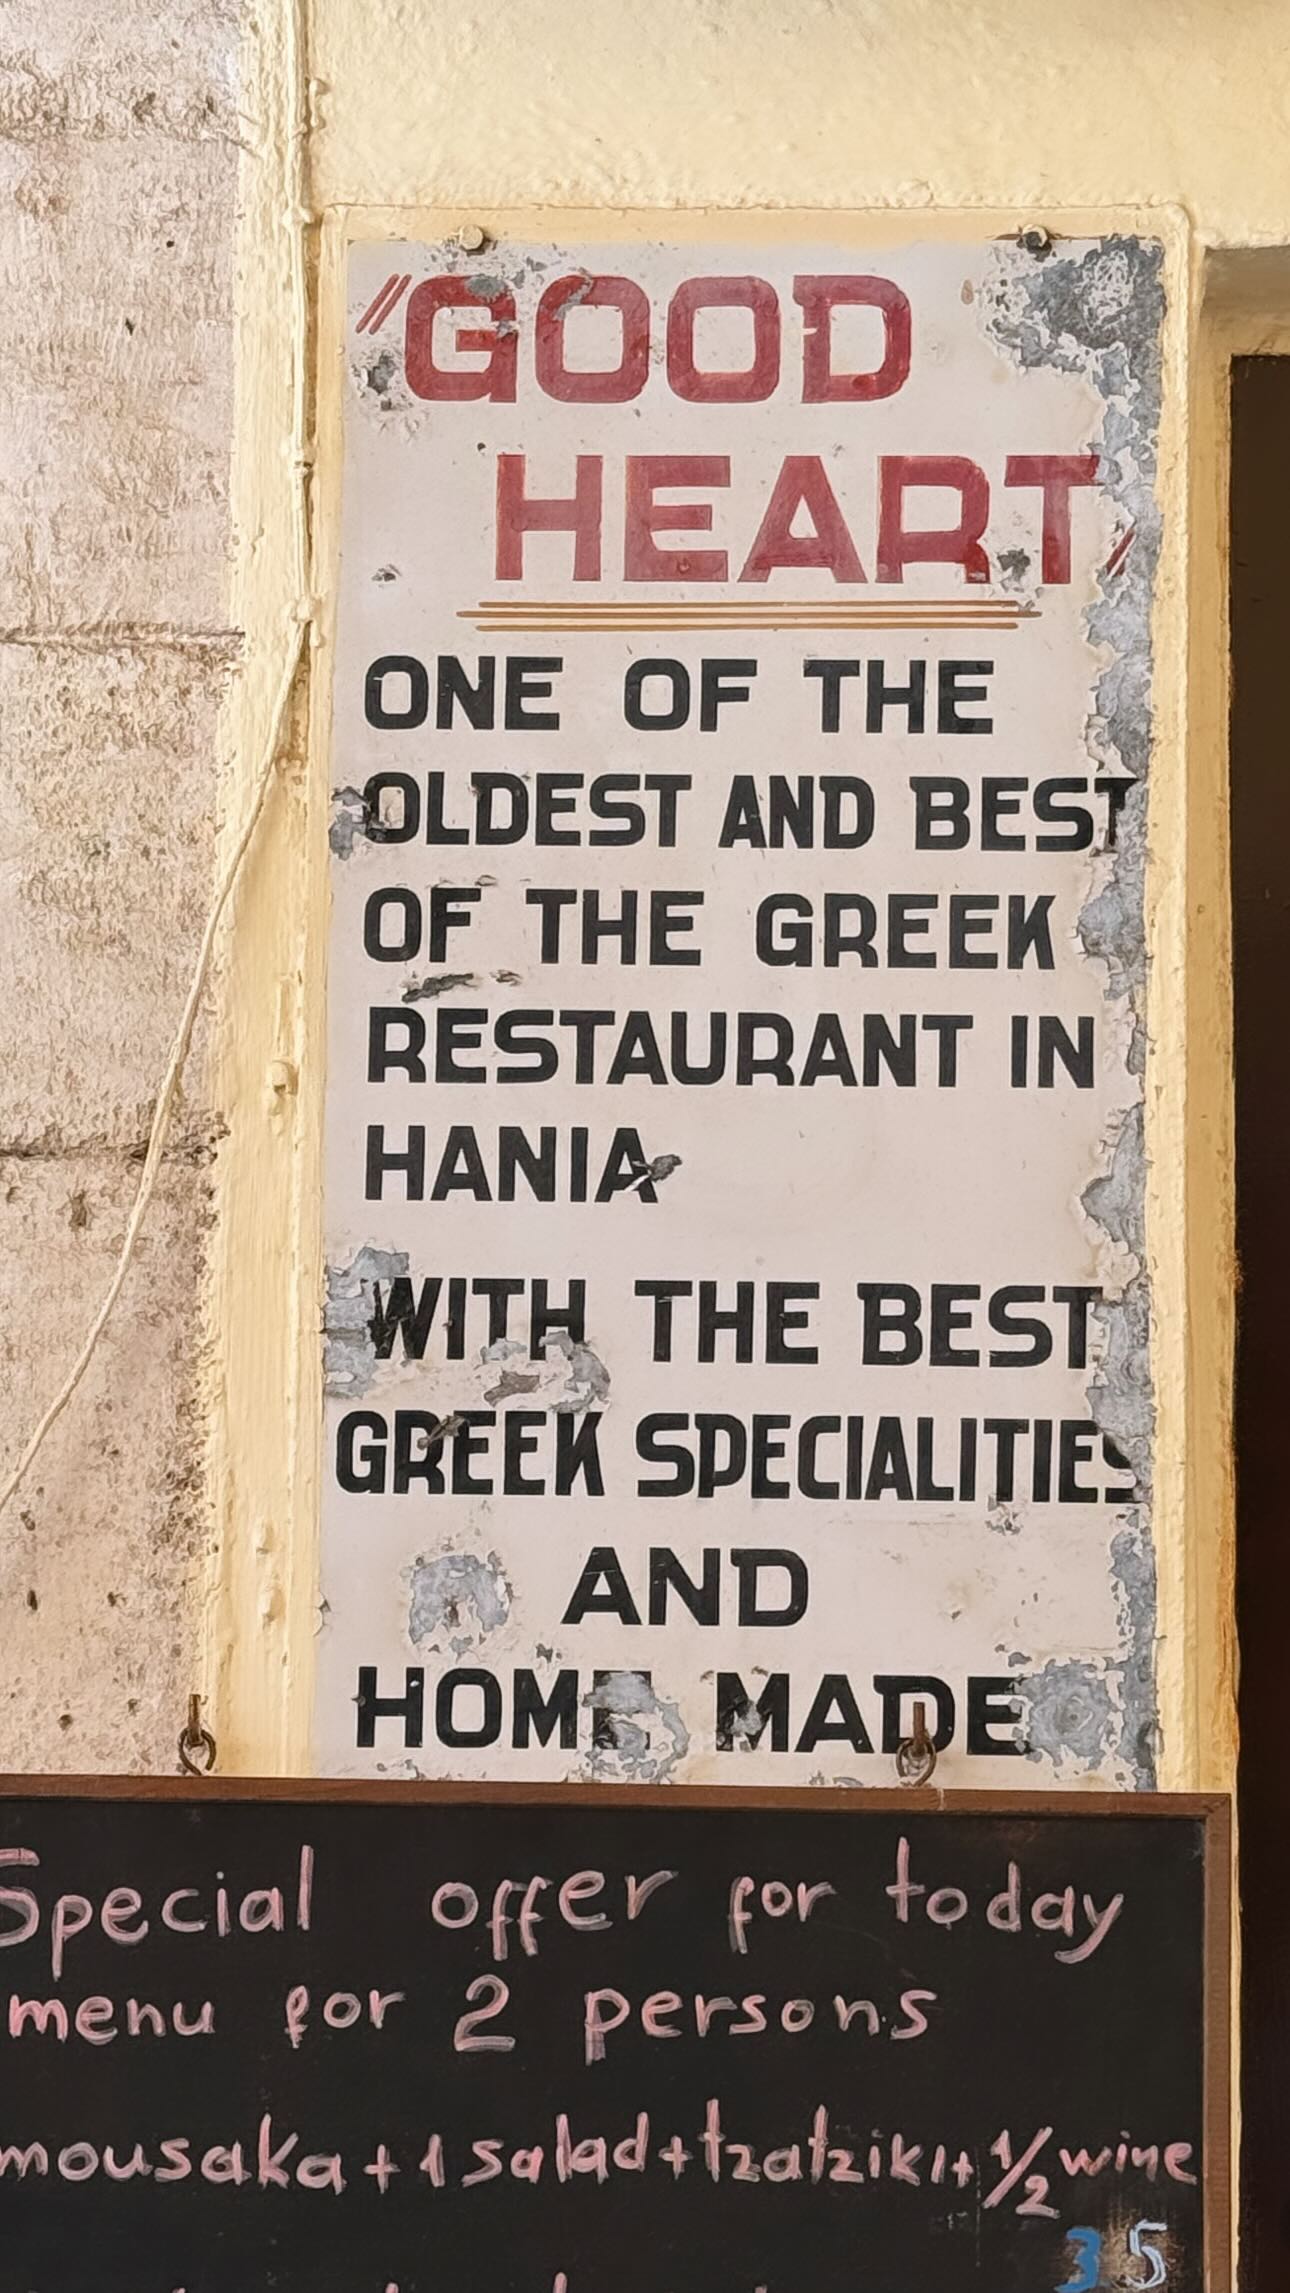 "GOOD
HEART"
ONE OF THE
OLDEST AND BEST
OF THE GREEK
RESTAURANT IN
HANIA
WITH THE BEST
GREEK SPECIALITIES
AND
HOME MADE
Special offer for today
menu for 2 persons
mousaka + 1 salad + tzatziki + 1/2 wine
35